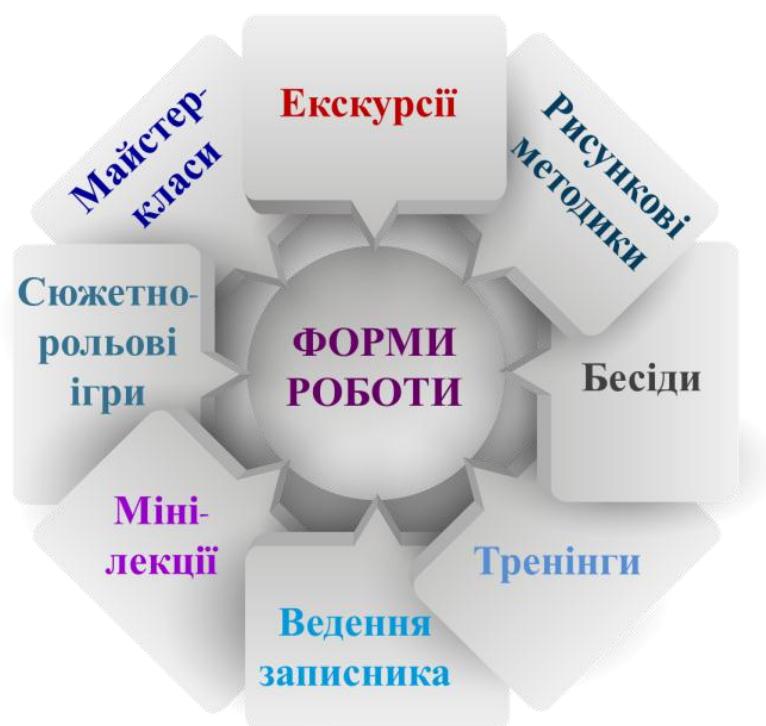 Екскурсії
Рисункові
методики
Бесіди
Тренінги
Ведення
записника
Міні-
лекції
Сюжетно-
рольові
ігри
Майстер-
класи
ФОРМИ
РОБОТИ